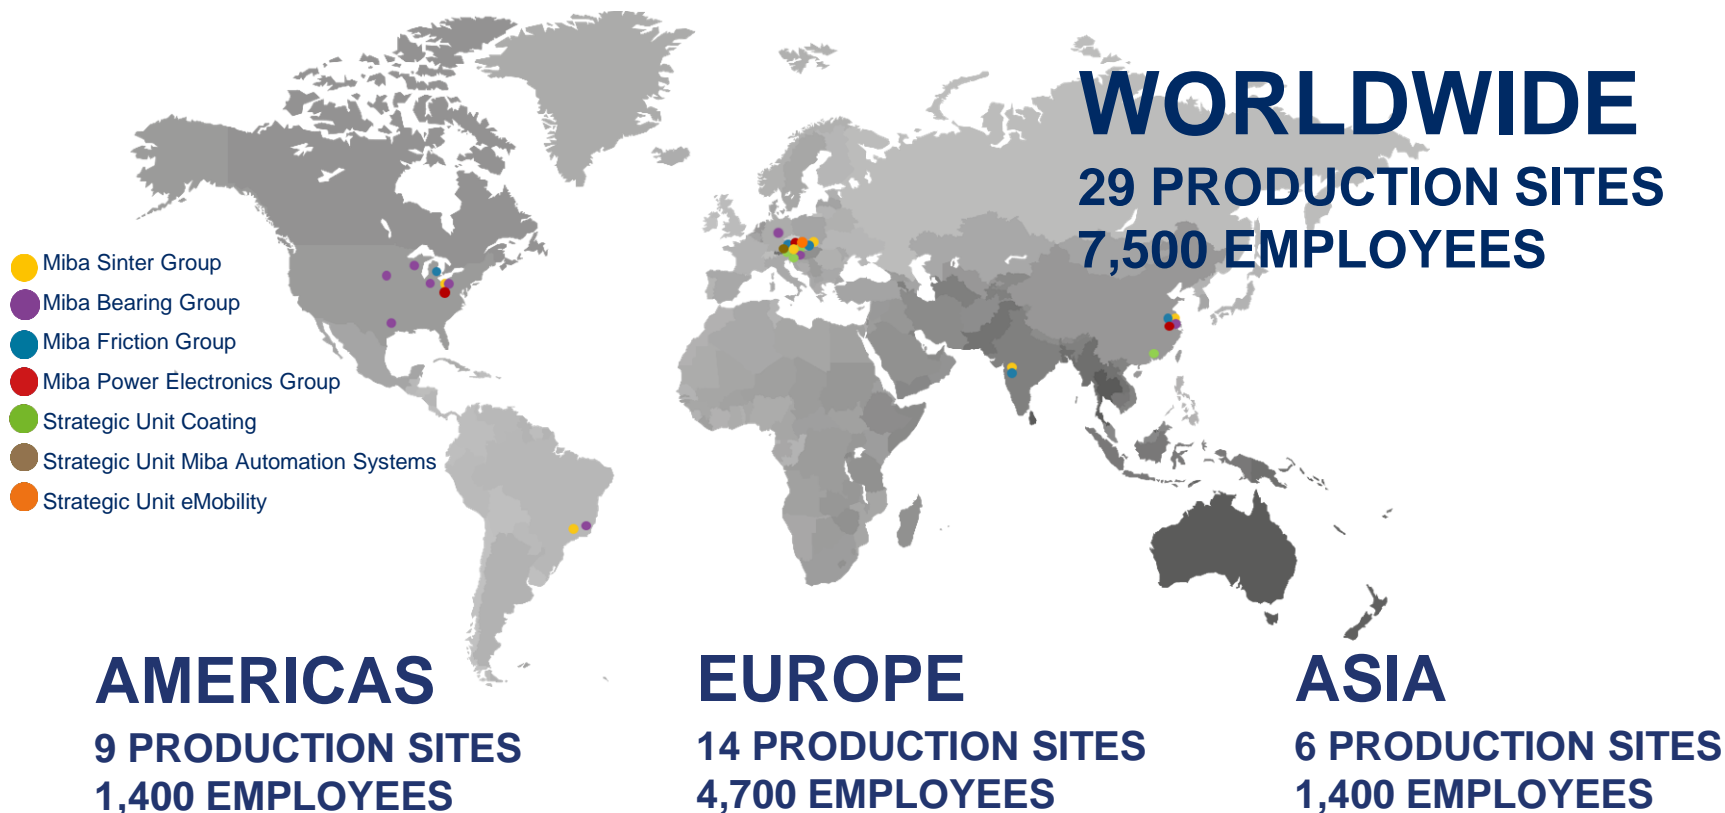 WORLDWIDE
29 PRODUCTION SITES
7,500 EMPLOYEES
Miba Sinter Group
Miba Bearing Group
Miba Friction Group
Miba Power Electronics Group
Strategic Unit Coating
Strategic Unit Miba Automation Systems
Strategic Unit eMobility
AMERICAS
9 PRODUCTION SITES
1,400 EMPLOYEES
EUROPE
14 PRODUCTION SITES
4,700 EMPLOYEES
ASIA
6 PRODUCTION SITES
1,400 EMPLOYEES